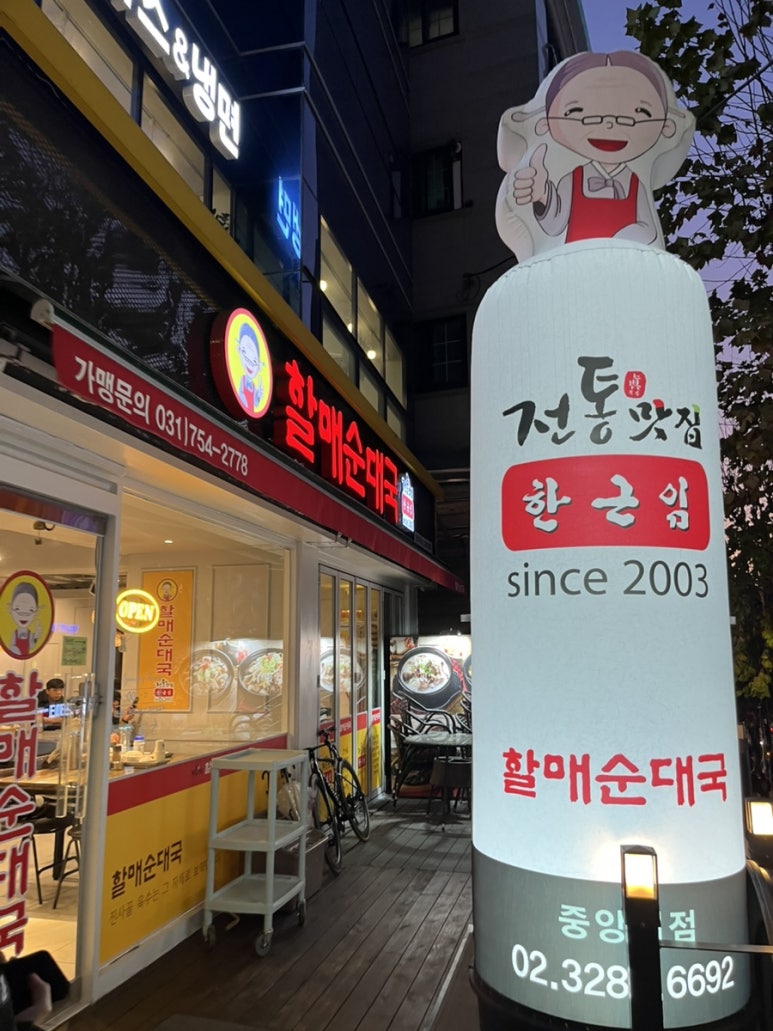 스&냉면
가맹문의 031)754-2778
할매순대국
OPEN
할매순대국
할매순대국
할매순대국
전통맛집
한근임
since 2003
할매순대국
중앙 점
02.328 6692